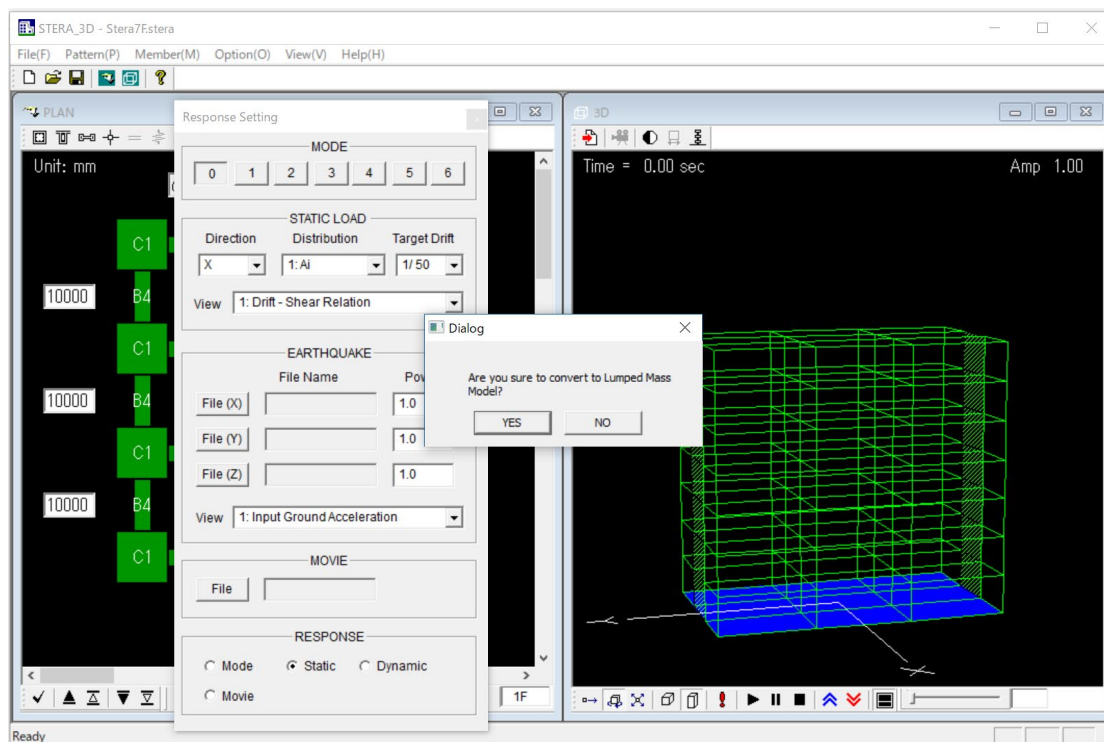 STERA_3D - Stera7F.stera
File(F) Pattern(P) Member(M) Option(O) View(V) Help(H)
PLAN
Unit: mm
C1
10000
B4
C1
10000
B4
C1
10000
B4
C1
1F
Response Setting
MODE
0 1 2 3 4 5 6
STATIC LOAD
Direction Distribution Target Drift
X 1: Ai 1/ 50
View 1: Drift - Shear Relation
EARTHQUAKE
File Name
File (X) 1.0
File (Y) 1.0
File (Z) 1.0
View 1: Input Ground Acceleration
MOVIE
File
RESPONSE
Mode Static Dynamic
Movie
Dialog
Are you sure to convert to Lumped Mass
Model?
YES NO
3D
Time = 0.00 sec Amp 1.00
Ready